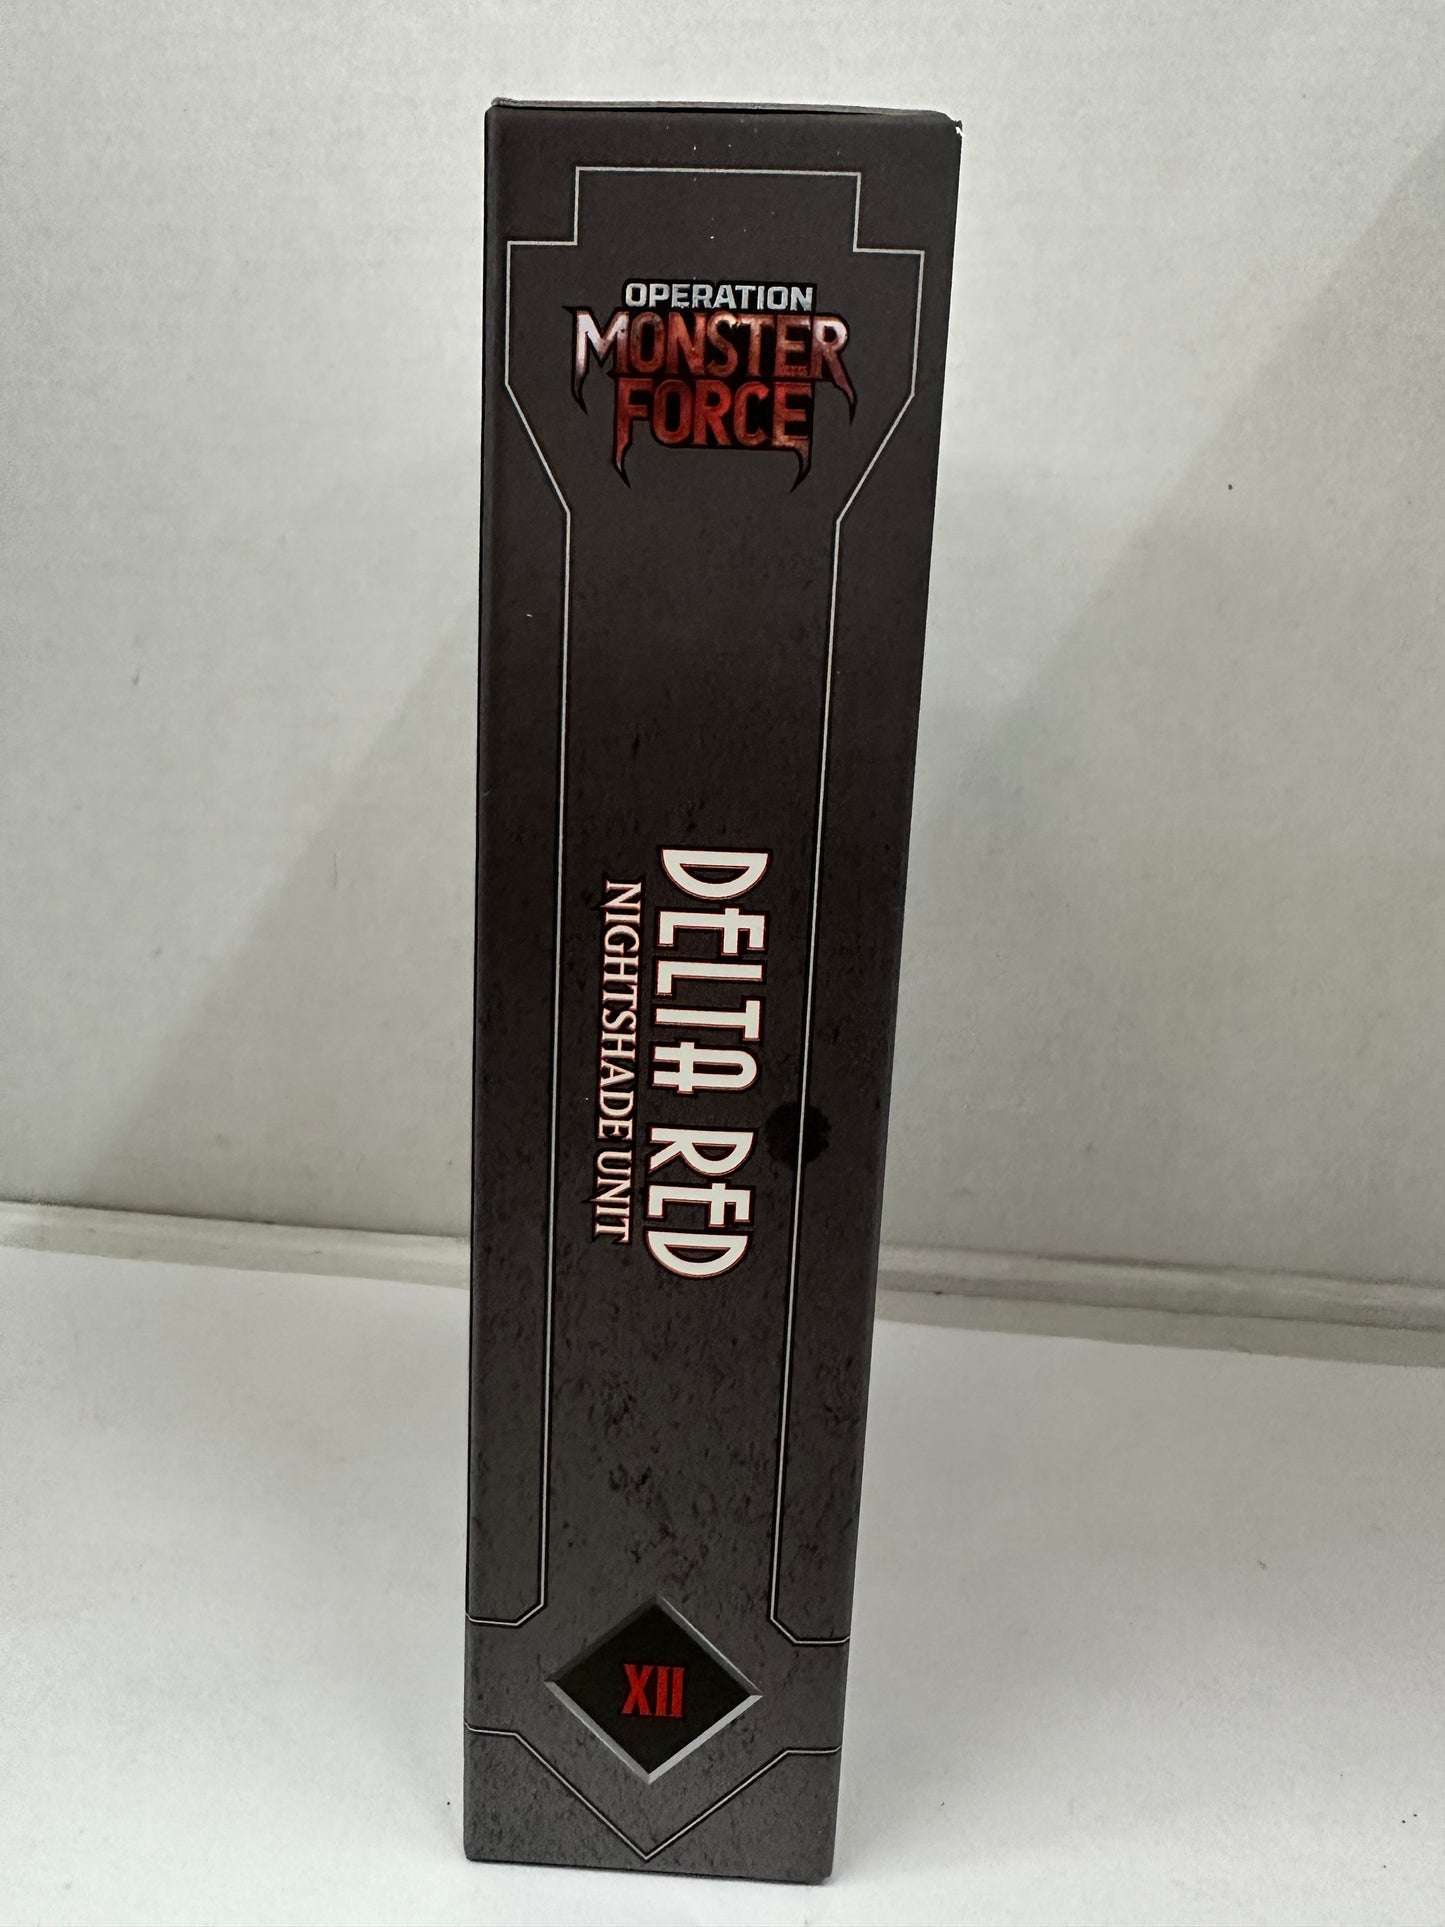 OPERATION
MONSTER
FORCE
DELTA RED
NIGHTSHADE UNIT
XII